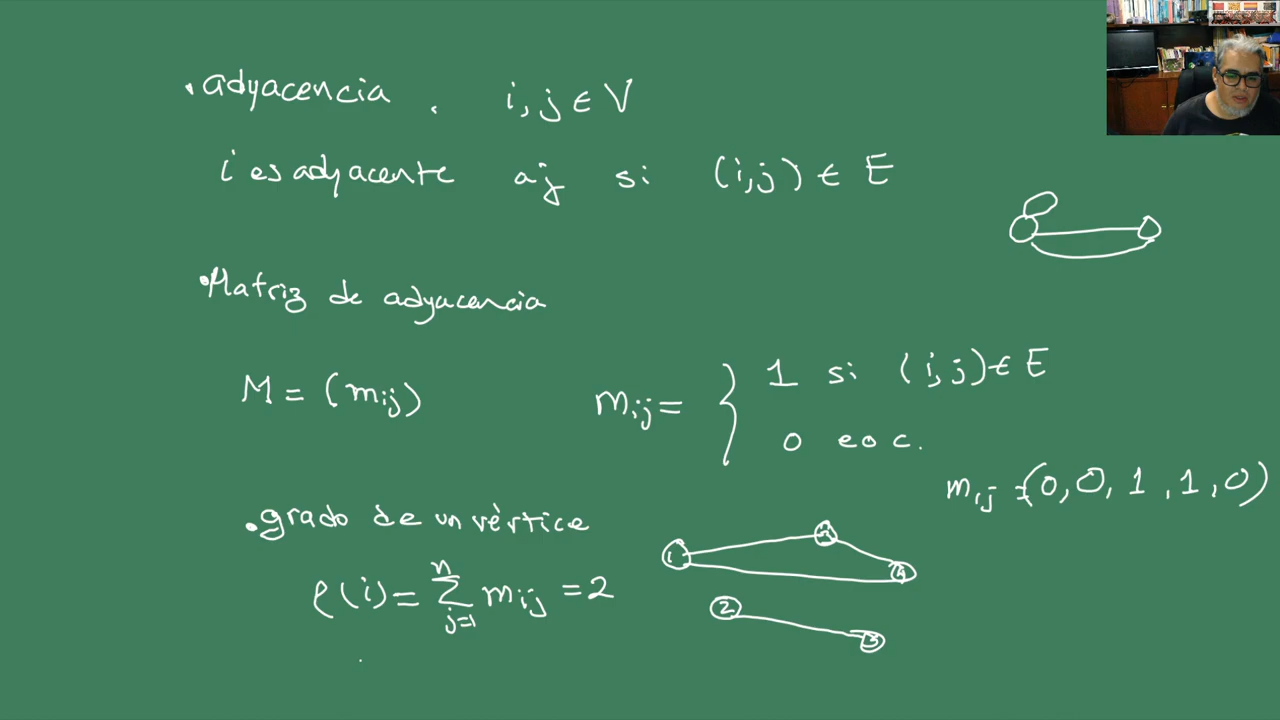 • adyacencia . i, j ∈ V
i es adyacente a j si (i,j) ∈ E
• Matriz de adyacencia
M = (mij) mij = { 1 si (i,j) ∈ E
0 eoc.
mij = (0, 0, 1, 1, 0)
• grado de un vértice
ρ(i) = n ∑ j=1 mij = 2
1
4
2
3